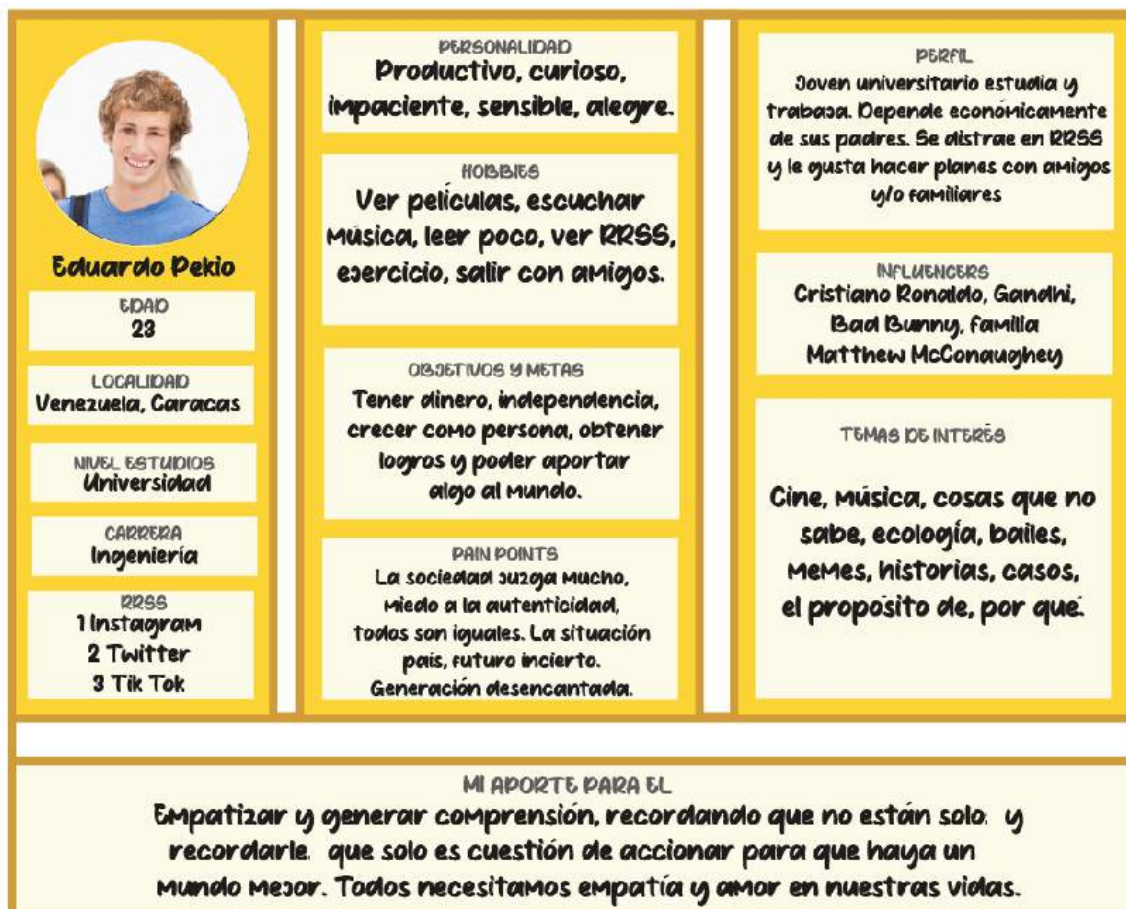 Eduardo Pekio
EDAD
23
LOCALIDAD
Venezuela, Caracas
NIVEL ESTUDIOS
Universidad
CARRERA
Ingeniería
RRSS
1 Instagram
2 Twitter
3 Tik Tok
PERSONALIDAD
Productivo, curioso,
impaciente, sensible, alegre.
HOBBIES
Ver películas, escuchar
música, leer poco, ver RRSS,
ejercicio, salir con amigos.
OBJETIVOS Y METAS
Tener dinero, independencia,
crecer como persona, obtener
logros y poder aportar
algo al mundo.
PAIN POINTS
La sociedad juzga mucho,
miedo a la autenticidad,
todos son iguales. La situación
país, futuro incierto.
Generación desencantada.
PERFIL
Joven universitario estudia y
trabaja. Depende económicamente
de sus padres. Se distrae en RRSS
y le gusta hacer planes con amigos
y/o familiares
INFLUENCERS
Cristiano Ronaldo, Gandhi,
Bad Bunny, familia
Matthew McConaughey
TEMAS DE INTERÉS
Cine, música, cosas que no
sabe, ecología, bailes,
memes, historias, casos,
el propósito de, por qué.
MI APORTE PARA EL
Empatizar y generar comprensión, recordando que no están solo. y
recordarle. que solo es cuestión de accionar para que haya un
mundo mejor. Todos necesitamos empatía y amor en nuestras vidas.